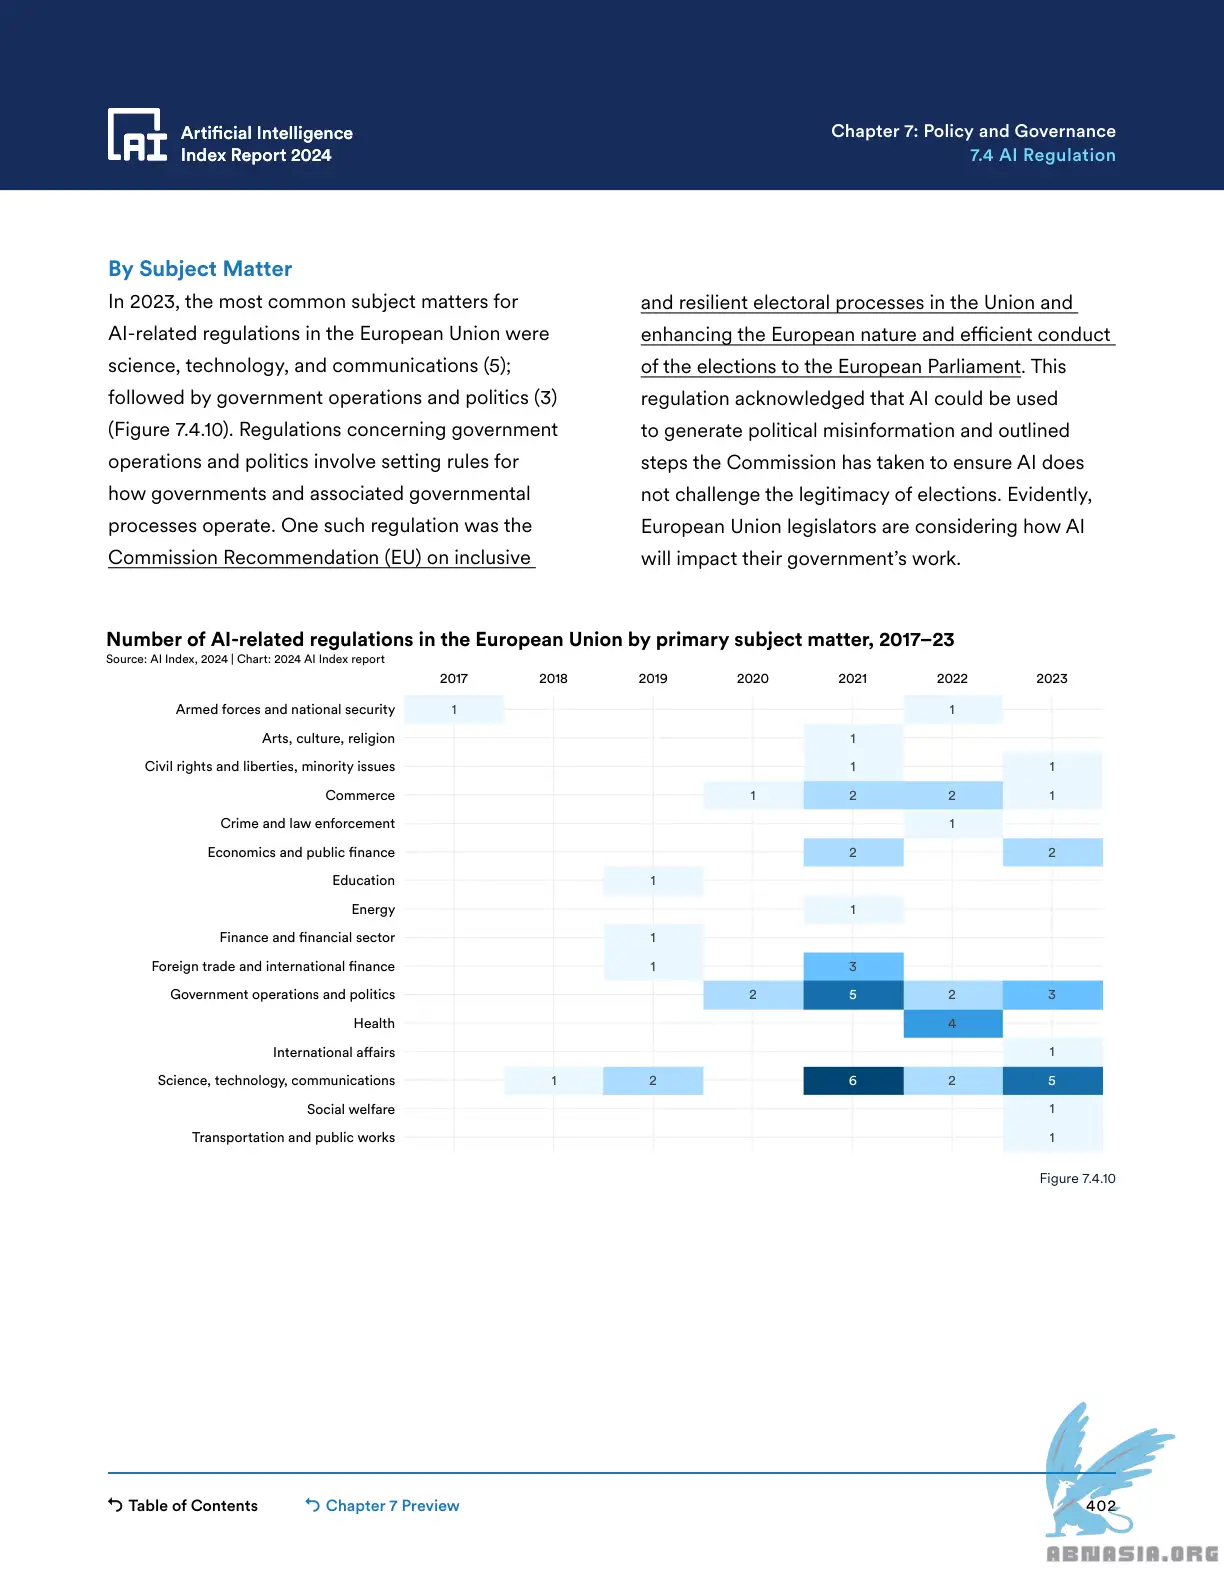 Artificial Intelligence
Index Report 2024
Chapter 7: Policy and Governance
7.4 AI Regulation
By Subject Matter
In 2023, the most common subject matters for
AI-related regulations in the European Union were
science, technology, and communications (5);
followed by government operations and politics (3)
(Figure 7.4.10). Regulations concerning government
operations and politics involve setting rules for
how governments and associated governmental
processes operate. One such regulation was the
Commission Recommendation (EU) on inclusive
and resilient electoral processes in the Union and
enhancing the European nature and efficient conduct
of the elections to the European Parliament. This
regulation acknowledged that AI could be used
to generate political misinformation and outlined
steps the Commission has taken to ensure AI does
not challenge the legitimacy of elections. Evidently,
European Union legislators are considering how AI
will impact their government's work.
Number of AI-related regulations in the European Union by primary subject matter, 2017–23
Source: AI Index, 2024 | Chart: 2024 AI Index report
2017 2018 2019 2020 2021 2022 2023
Armed forces and national security 1 1
Arts, culture, religion 1
Civil rights and liberties, minority issues 1 1
Commerce 1 2 2 1
Crime and law enforcement 1
Economics and public finance 2 2
Education 1
Energy 1
Finance and financial sector 1
Foreign trade and international finance 1 3
Government operations and politics 2 5 2 3
Health 4
International affairs 1
Science, technology, communications 1 2 6 2 5
Social welfare 1
Transportation and public works 1
Figure 7.4.10
Table of Contents
Chapter 7 Preview
402
ABNASIA.ORG